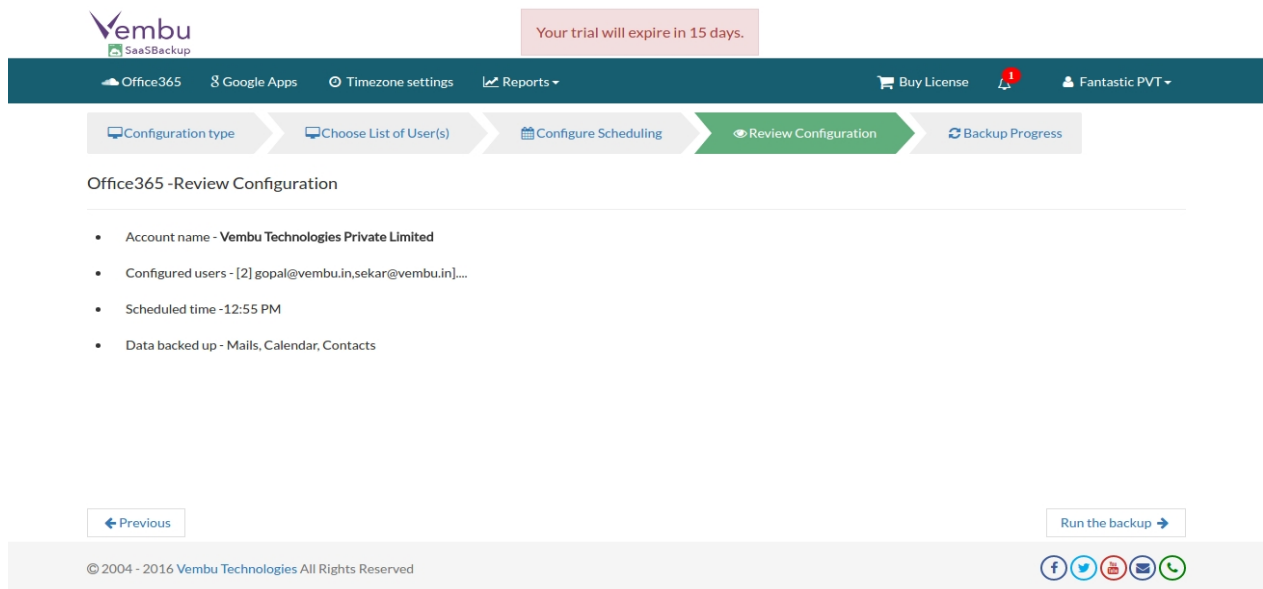 Vembu
SaaSBackup
Your trial will expire in 15 days.
Office365 Google Apps Timezone settings Reports Buy License 1 Fantastic PVT
Configuration type Choose List of User(s) Configure Scheduling Review Configuration Backup Progress
Office365 -Review Configuration
• Account name - Vembu Technologies Private Limited
• Configured users - [2] gopal@vembu.in,sekar@vembu.in]....
• Scheduled time -12:55 PM
• Data backed up - Mails, Calendar, Contacts
Previous Run the backup
© 2004 - 2016 Vembu Technologies All Rights Reserved